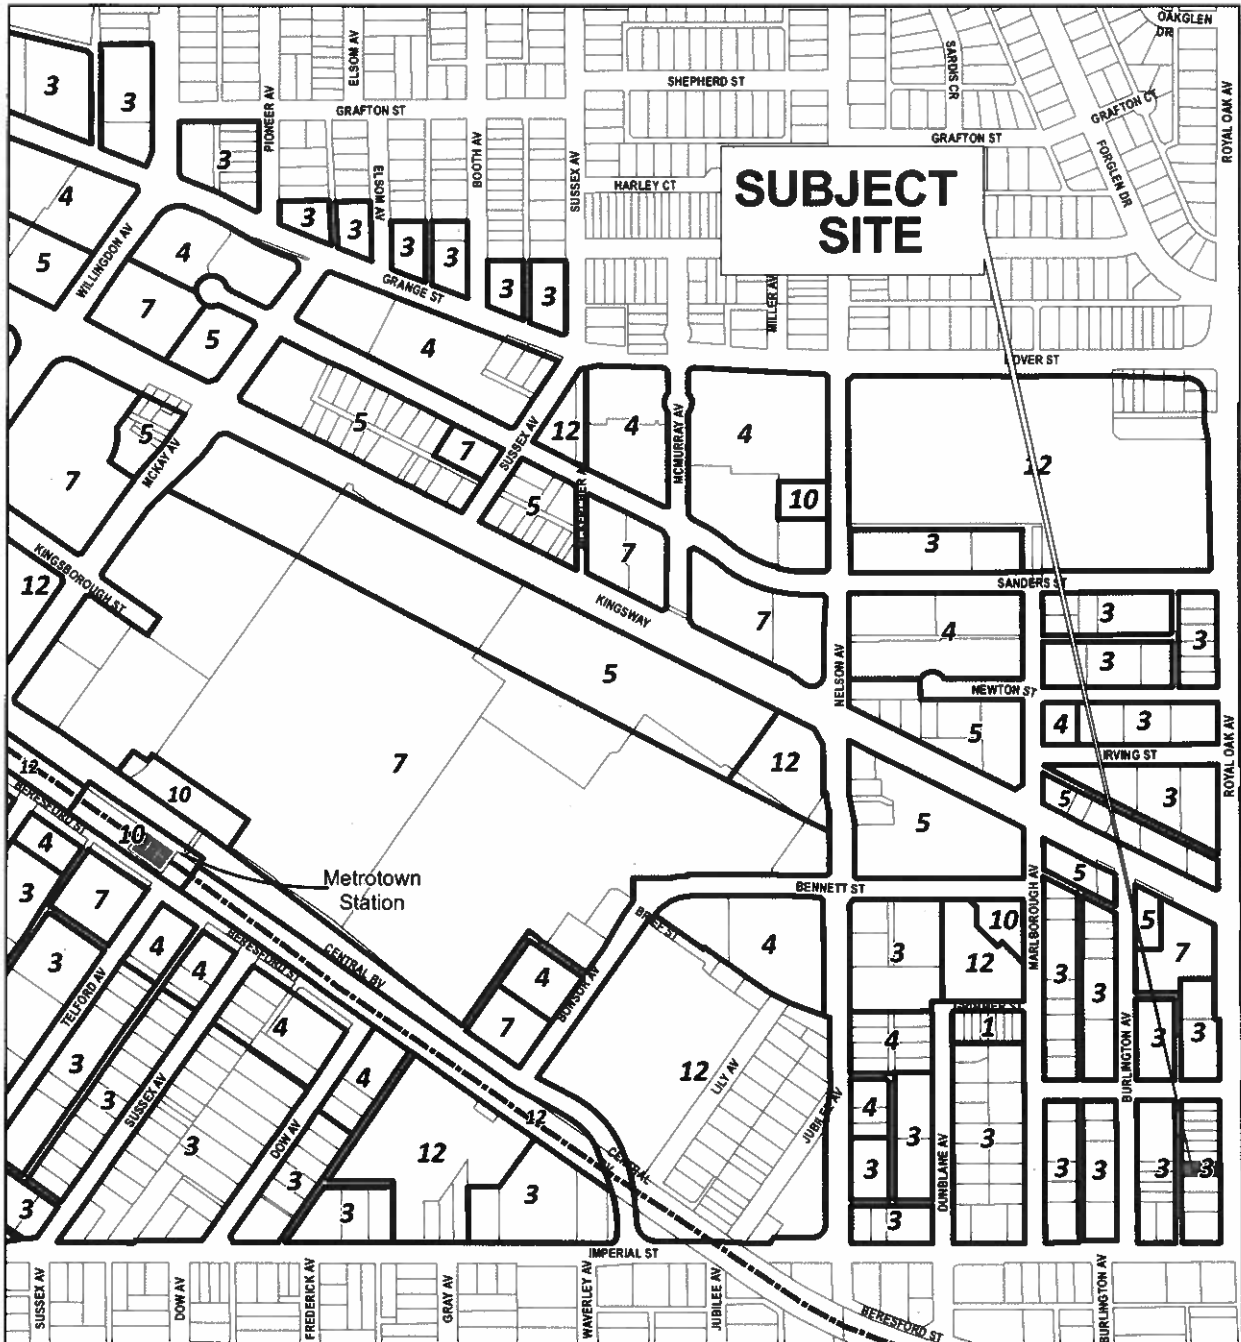 OAKGLEN
DR
ELSOM AV
SARDIS CR
SHEPHERD ST
3
3
PIONEER AV
GRAFTON ST
GRAFTON CT
ROYAL OAK AV
BOOTH AV
SUSSEX AV
GRAFTON ST
FORGLEN DR
3
ELSOM AV
HARLEY CT
SUBJECT
SITE
4
3
3
3
3
WILLINGDON AV
4
5
GRANGE ST
3
3
MILLER AV
7
5
4
DOVER ST
5
7
SUSSEX AV
12
4
MCMURRAY AV
4
12
5
MCKAY AV
7
5
10
7
3
KINGSBOROUGH ST
12
SANDERS ST
KINGSWAY
7
4
3
3
3
NELSON AV
5
NEWTON ST
4
3
5
IRVING ST
ROYAL OAK AV
7
12
12
10
5
3
BERESFORD ST
10
4
5
Metrotown
Station
BENNETT ST
MARLBOROUGH AV
5
3
7
BRIEF ST
10
5
7
4
4
BERESFORD ST
CENTRAL BV
4
4
3
12
3
BONSOR AV
3
3
TELFORD AV
4
7
1
3
3
4
BURLINGTON AV
3
4
12
LILY AV
3
SUSSEX AV
12
JUBILEE AV
4
3
3
DOW AV
12
CENTRAL
3
DUNBLANE AV
3
3
3
3
3
3
3
3
3
3
IMPERIAL ST
SUSSEX AV
DOW AV
FREDERICK AV
GRAY AV
WAVERLEY AV
JUBILEE AV
BERESFORD ST
BURLINGTON AV